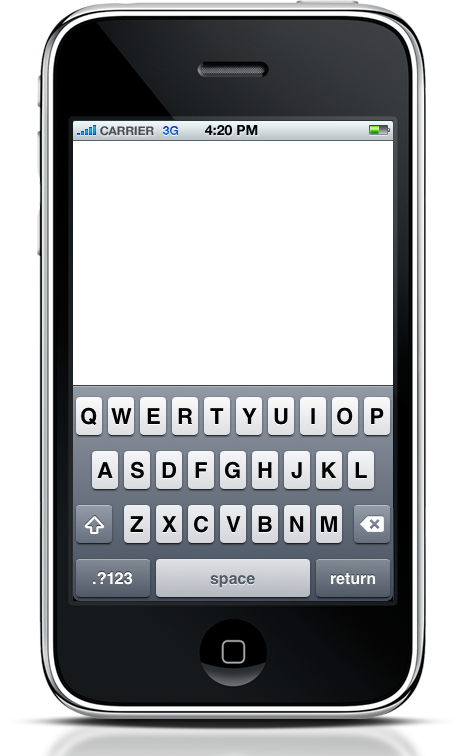 CARRIER 3G 4:20 PM
Q W E R T Y U I O P
A S D F G H J K L
Z X C V B N M
.?123 space return